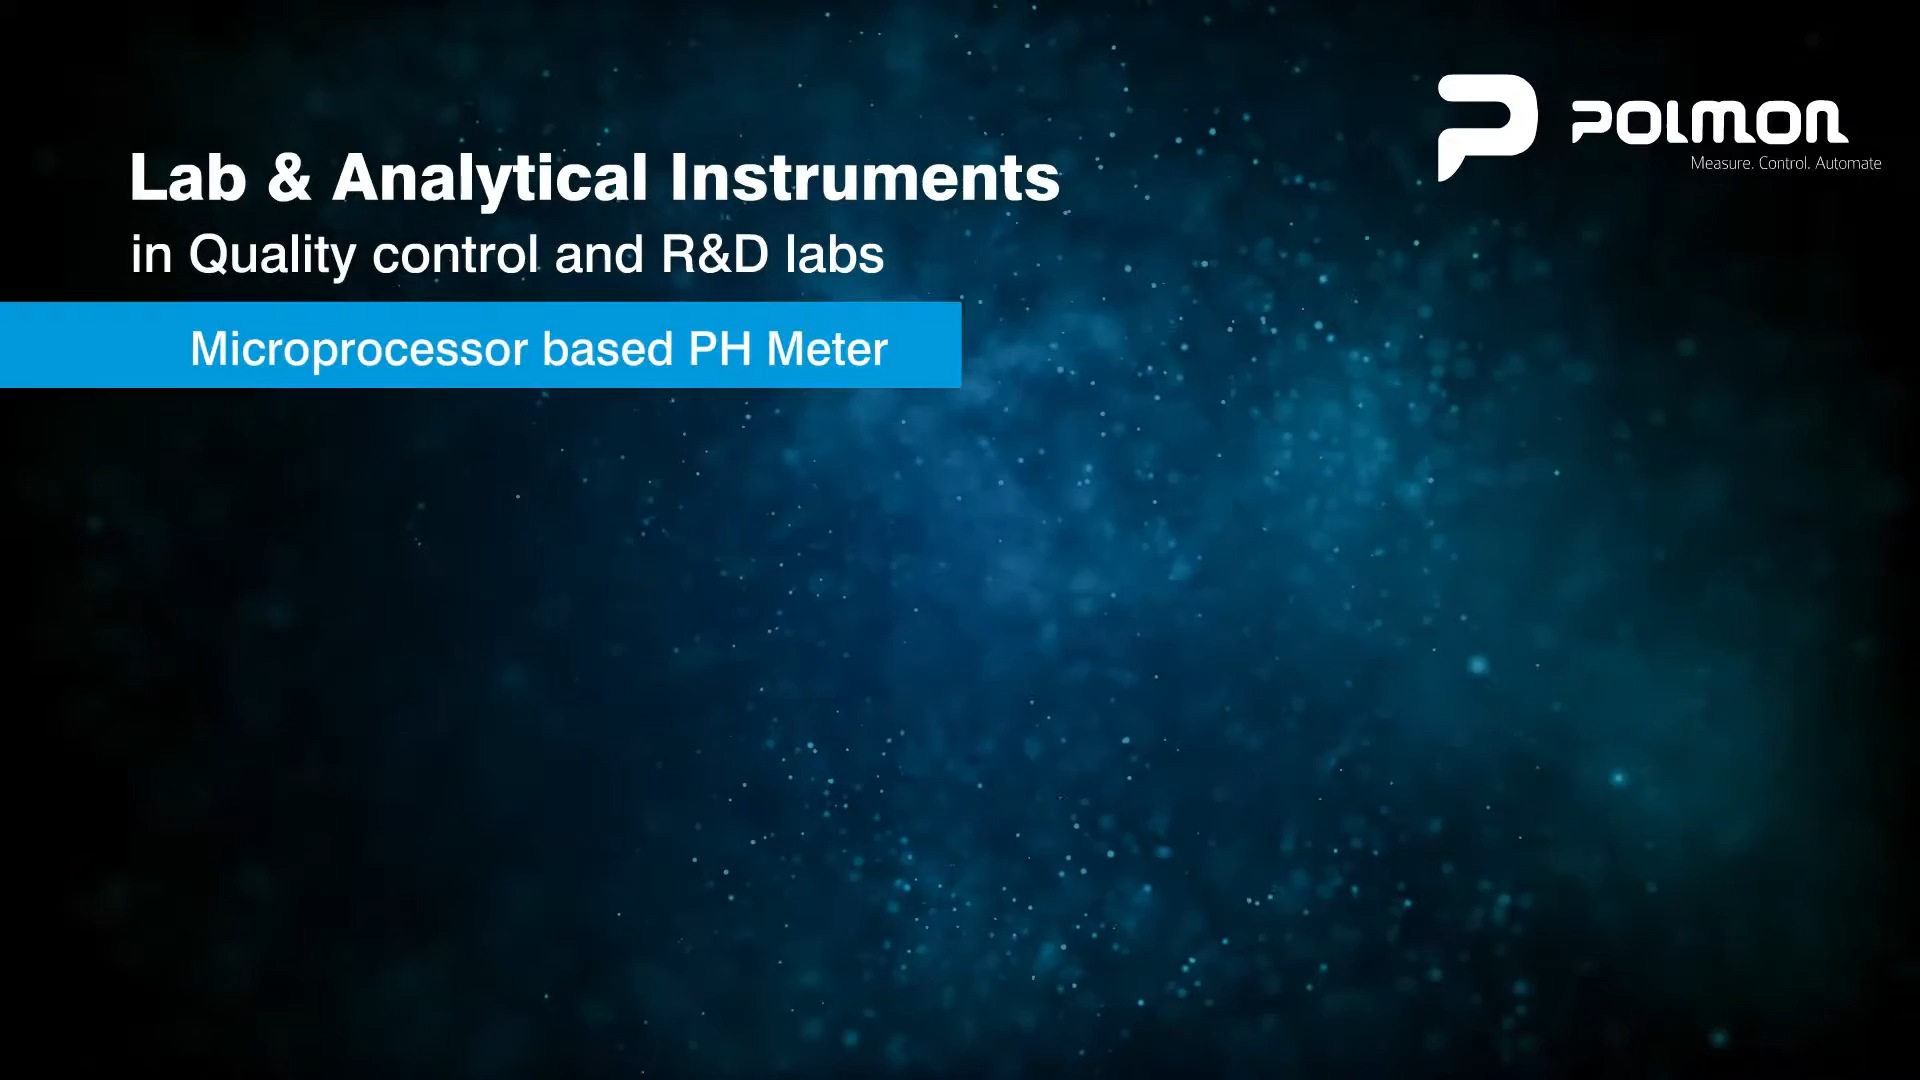 POLMON
Measure. Control. Automate
Lab & Analytical Instruments
in Quality control and R&D labs
Microprocessor based PH Meter